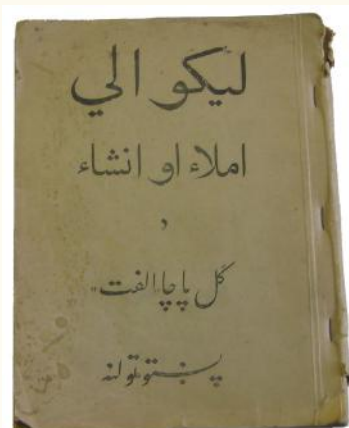 ليکوالي
املاء او انشاء
د
ګل پاچا "الفت"
پښتو ټولنه